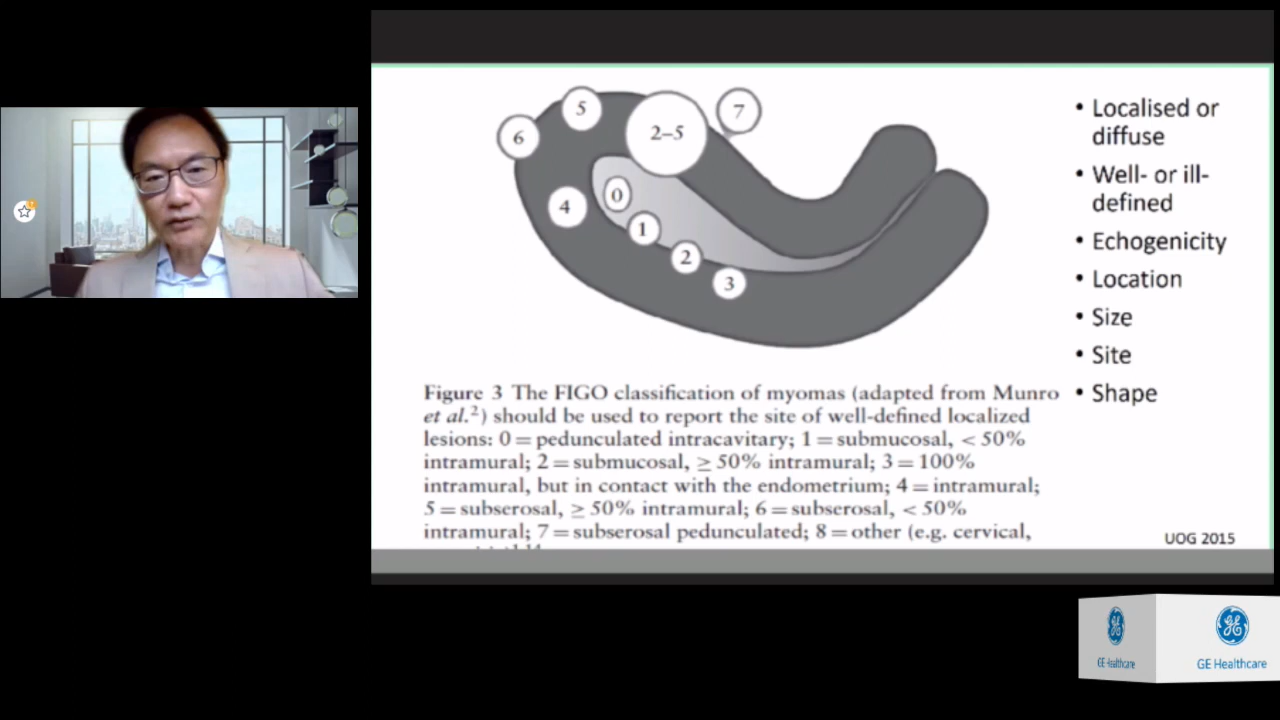 5
2–5
7
6
0
4
1
2
3
• Localised or
diffuse
• Well- or ill-
defined
• Echogenicity
• Location
• Size
• Site
• Shape
Figure 3 The FIGO classification of myomas (adapted from Munro
et al.²) should be used to report the site of well-defined localized
lesions: 0 = pedunculated intracavitary; 1 = submucosal, < 50%
intramural; 2 = submucosal, ≥ 50% intramural; 3 = 100%
intramural, but in contact with the endometrium; 4 = intramural;
5 = subserosal, ≥ 50% intramural; 6 = subserosal, < 50%
intramural; 7 = subserosal pedunculated; 8 = other (e.g. cervical,
UOG 2015
GE Healthcare
GE Healthcare